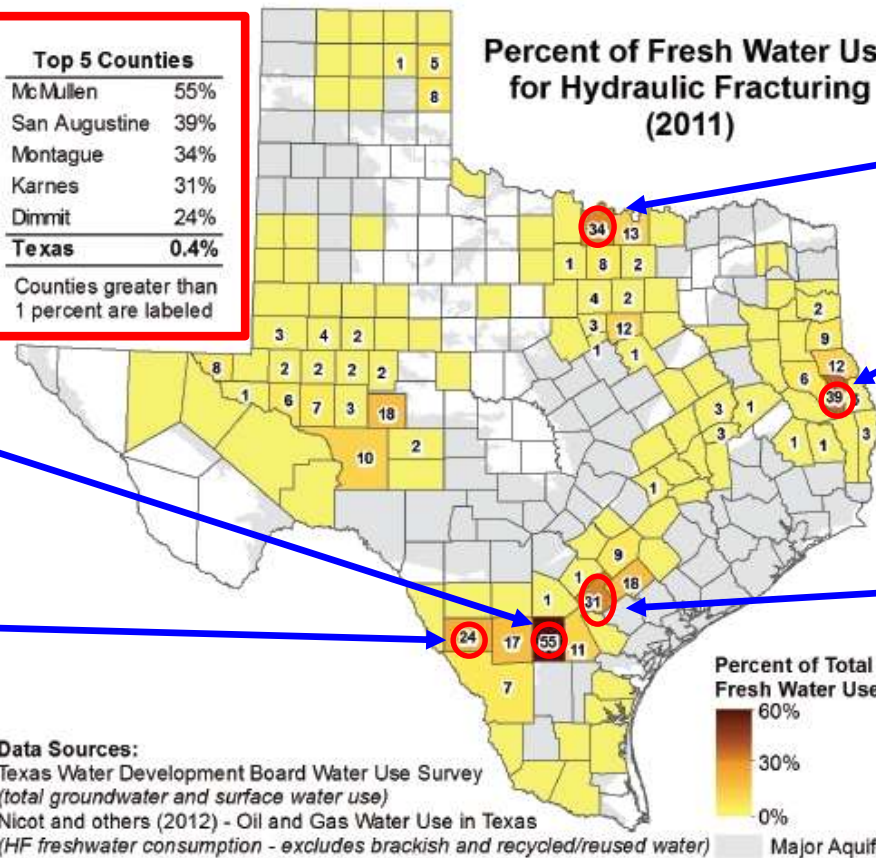 Top 5 Counties
McMullen 55%
San Augustine 39%
Montague 34%
Karnes 31%
Dimmit 24%
Texas 0.4%
Counties greater than
1 percent are labeled
Percent of Fresh Water Us
for Hydraulic Fracturing
(2011)
1 5
8
34 13
1 8 2
4 2
2
3 4 2
3 12
9
1 1
8 2 2 2 2
12
6
1 6 7 3 18
39
3 1
3
10 2
1 1 3
1
9
1 18
1 31
24 17 55 11
7
Percent of Total
Fresh Water Use
60%
30%
0%
Major Aquif
Data Sources:
Texas Water Development Board Water Use Survey
(total groundwater and surface water use)
Nicot and others (2012) - Oil and Gas Water Use in Texas
(HF freshwater consumption - excludes brackish and recycled/reused water)